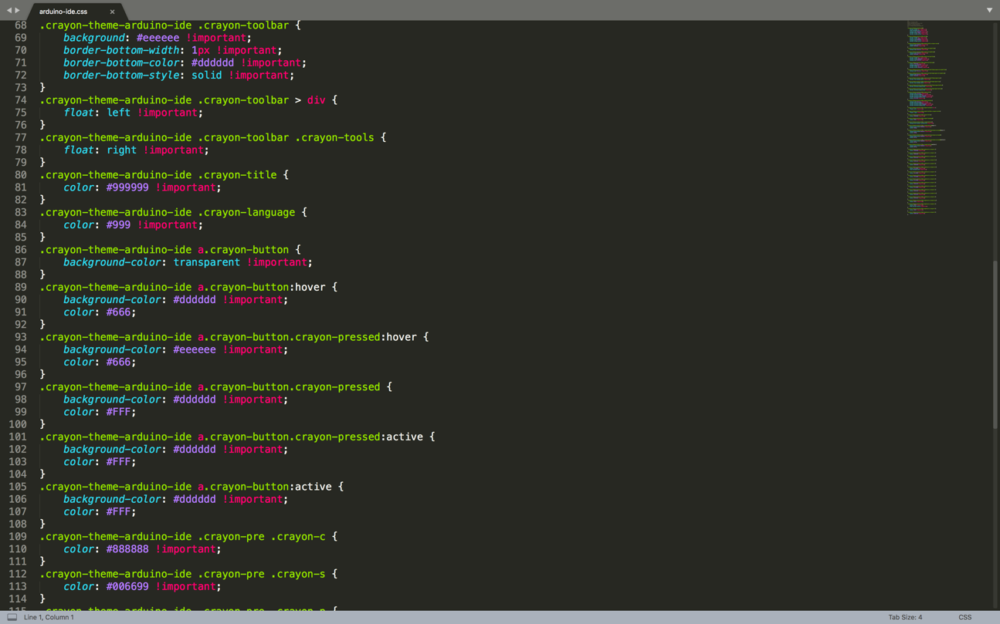 arduino-ide.css
68 .crayon-theme-arduino-ide .crayon-toolbar {
69     background: #eeeeee !important;
70     border-bottom-width: 1px !important;
71     border-bottom-color: #dddddd !important;
72     border-bottom-style: solid !important;
73 }
74 .crayon-theme-arduino-ide .crayon-toolbar > div {
75     float: left !important;
76 }
77 .crayon-theme-arduino-ide .crayon-toolbar .crayon-tools {
78     float: right !important;
79 }
80 .crayon-theme-arduino-ide .crayon-title {
81     color: #999999 !important;
82 }
83 .crayon-theme-arduino-ide .crayon-language {
84     color: #999 !important;
85 }
86 .crayon-theme-arduino-ide a.crayon-button {
87     background-color: transparent !important;
88 }
89 .crayon-theme-arduino-ide a.crayon-button:hover {
90     background-color: #dddddd !important;
91     color: #666;
92 }
93 .crayon-theme-arduino-ide a.crayon-button.crayon-pressed:hover {
94     background-color: #eeeeee !important;
95     color: #666;
96 }
97 .crayon-theme-arduino-ide a.crayon-button.crayon-pressed {
98     background-color: #dddddd !important;
99     color: #FFF;
100 }
101 .crayon-theme-arduino-ide a.crayon-button.crayon-pressed:active {
102     background-color: #dddddd !important;
103     color: #FFF;
104 }
105 .crayon-theme-arduino-ide a.crayon-button:active {
106     background-color: #dddddd !important;
107     color: #FFF;
108 }
109 .crayon-theme-arduino-ide .crayon-pre .crayon-c {
110     color: #888888 !important;
111 }
112 .crayon-theme-arduino-ide .crayon-pre .crayon-s {
113     color: #006699 !important;
114 }
115 .crayon-theme-arduino-ide .crayon-pre .crayon-p {
Line 1, Column 1
Tab Size: 4
CSS